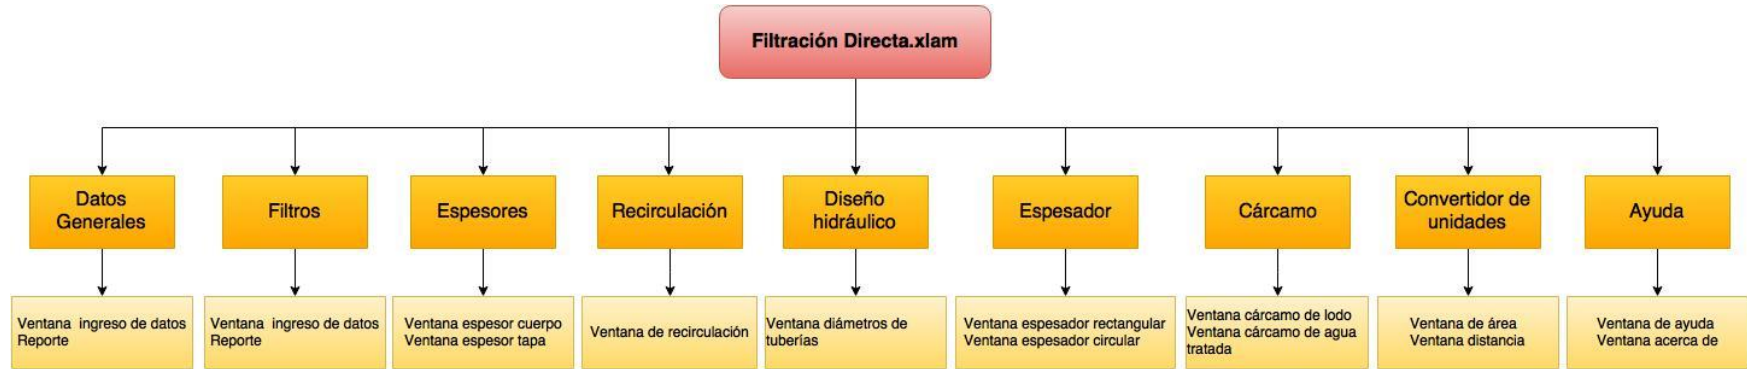 Filtración Directa.xlam
Datos
Generales
Filtros
Espesores
Recirculación
Diseño
hidráulico
Espesador
Cárcamo
Convertidor de
unidades
Ayuda
Ventana ingreso de datos
Reporte
Ventana ingreso de datos
Reporte
Ventana espesor cuerpo
Ventana espesor tapa
Ventana de recirculación
Ventana diámetros de
tuberías
Ventana espesador rectangular
Ventana espesador circular
Ventana cárcamo de lodo
Ventana cárcamo de agua
tratada
Ventana de área
Ventana distancia
Ventana de ayuda
Ventana acerca de